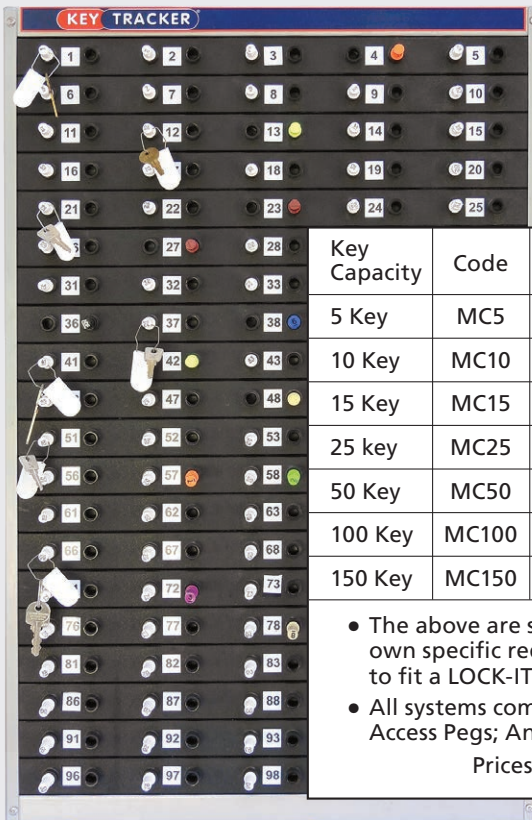 KEY TRACKER
1 2 3 4 5
6 7 8 9 10
11 12 13 14 15
16 18 19 20
21 22 23 24 25
27 28
31 32 33
36 37 38
41 42 43
47 48
51 52 53
56 57 58
61 62 63
66 67 68
72 73
76 77 78
81 82 83
86 87 88
91 92 93
96 97 98
Key Capacity Code
5 Key MC5
10 Key MC10
15 Key MC15
25 key MC25
50 Key MC50
100 Key MC100
150 Key MC150
• The above are s
own specific re
to fit a LOCK-IT
• All systems com
Access Pegs; An
Prices